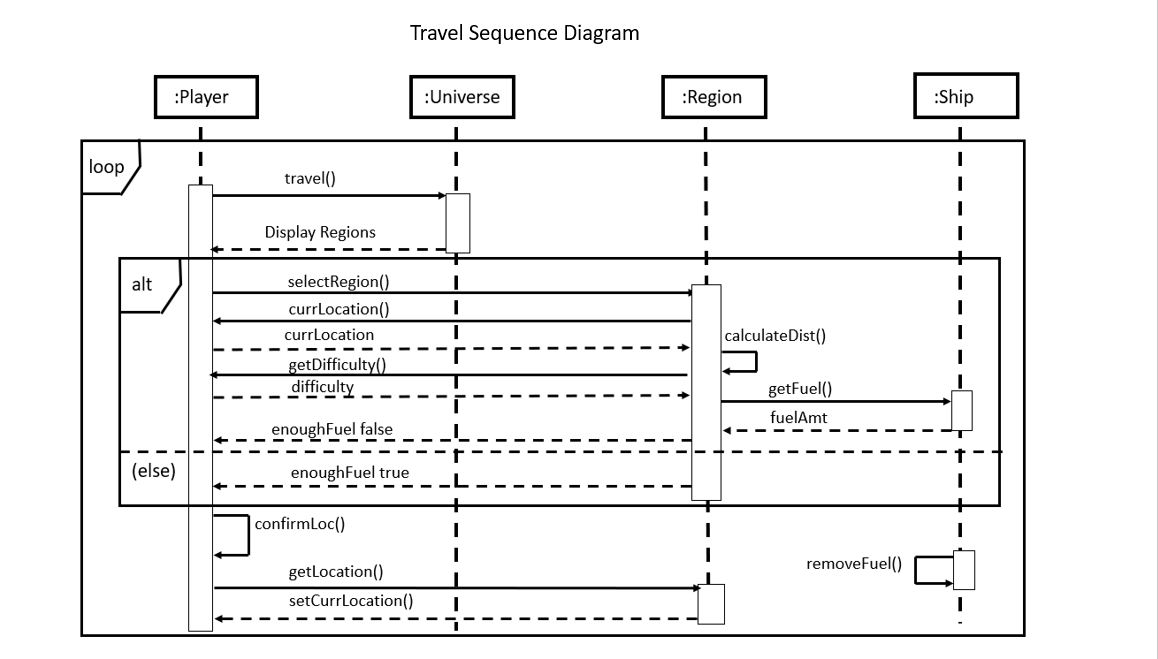 Travel Sequence Diagram
:Player
:Universe
:Region
:Ship
loop
travel()
Display Regions
alt
selectRegion()
currLocation()
currLocation
calculateDist()
getDifficulty()
difficulty
getFuel()
fuelAmt
enoughFuel false
(else)
enoughFuel true
confirmLoc()
removeFuel()
getLocation()
setCurrLocation()